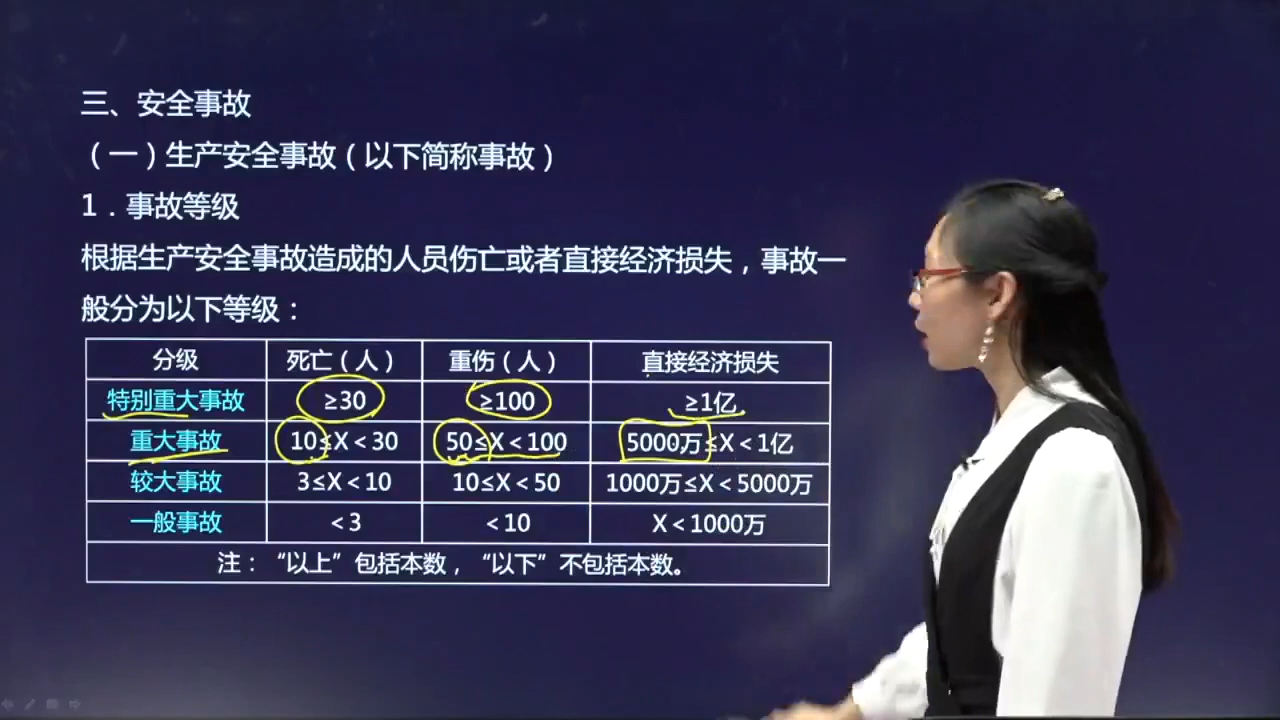 三、安全事故
（一）生产安全事故（以下简称事故）
1．事故等级
根据生产安全事故造成的人员伤亡或者直接经济损失，事故一
般分为以下等级：
分级 死亡（人） 重伤（人） 直接经济损失
特别重大事故 ≥30 ≥100 ≥1亿
重大事故 10≤X＜30 50≤X＜100 5000万≤X＜1亿
较大事故 3≤X＜10 10≤X＜50 1000万≤X＜5000万
一般事故 ＜3 ＜10 X＜1000万
注：“以上”包括本数，“以下”不包括本数。